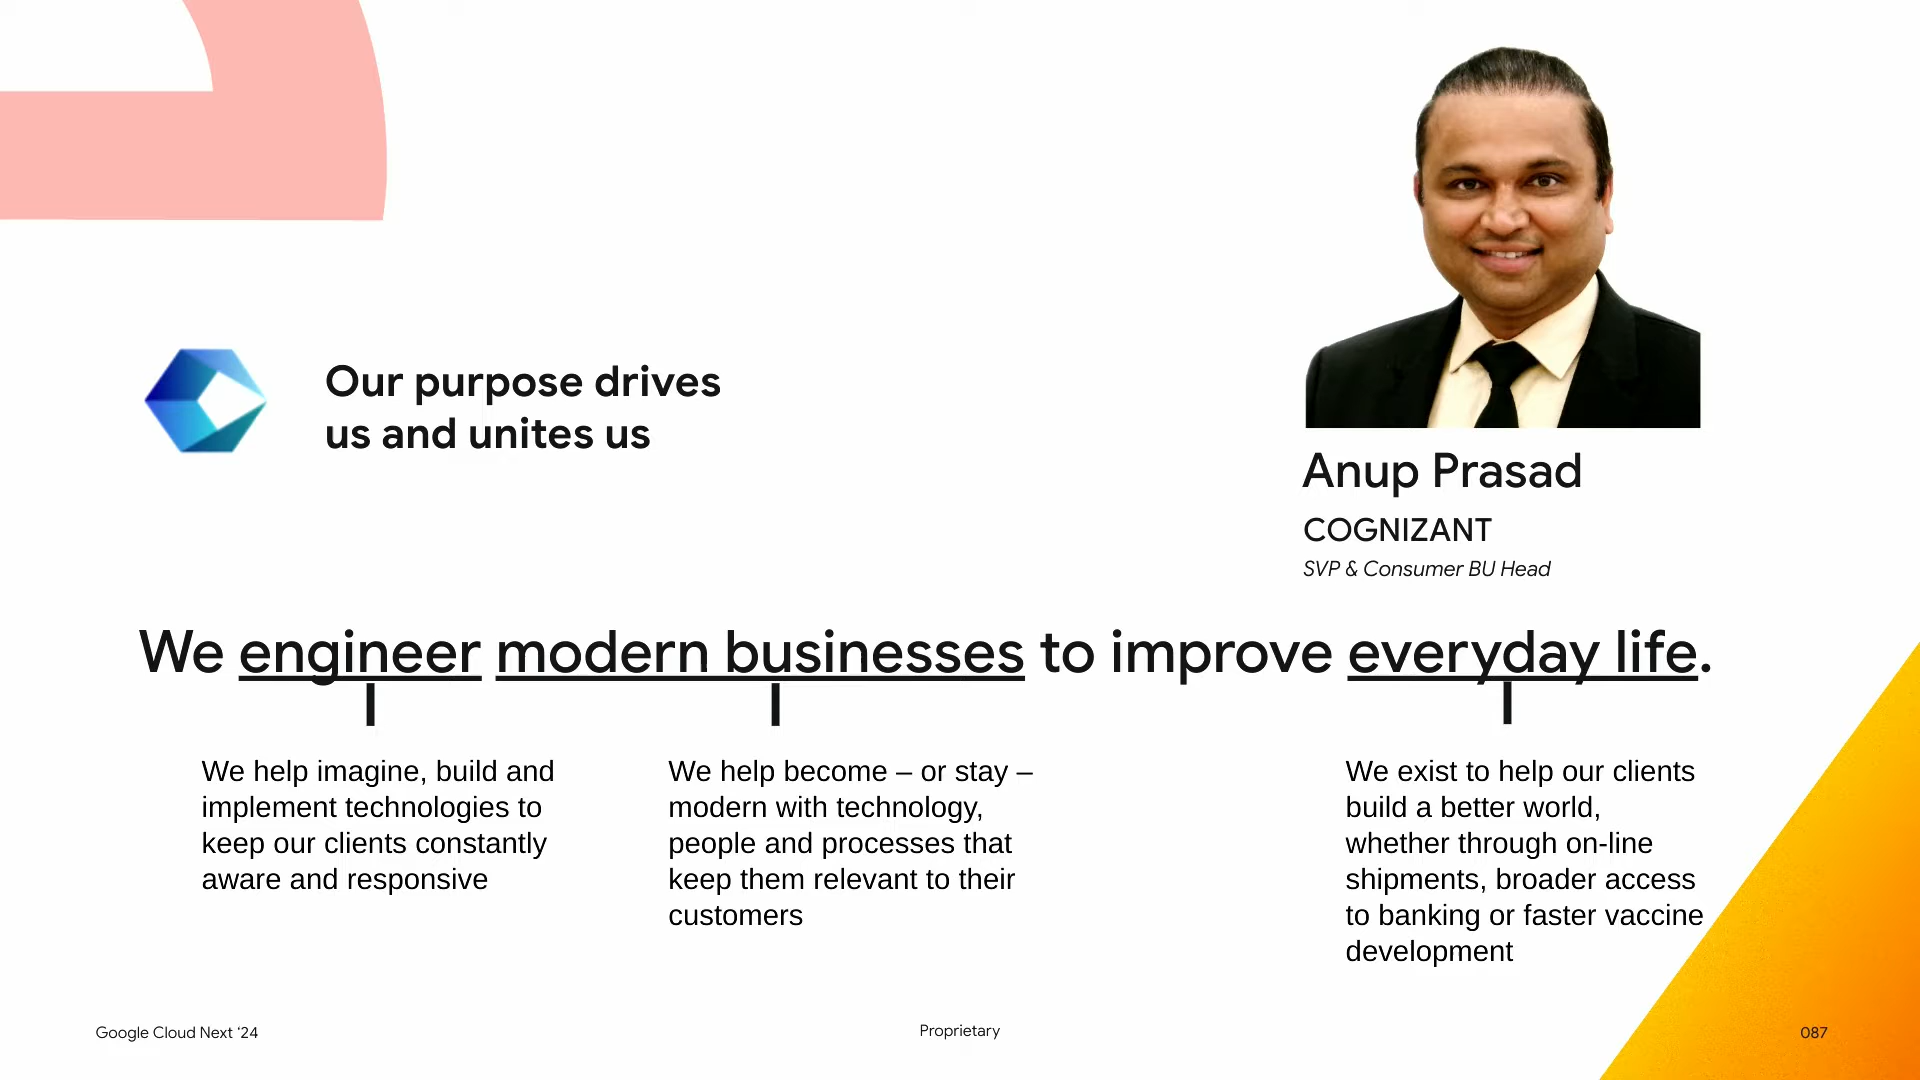 Our purpose drives
us and unites us
Anup Prasad
COGNIZANT
SVP & Consumer BU Head
We engineer modern businesses to improve everyday life.
We help imagine, build and
implement technologies to
keep our clients constantly
aware and responsive
We help become – or stay –
modern with technology,
people and processes that
keep them relevant to their
customers
We exist to help our clients
build a better world,
whether through on-line
shipments, broader access
to banking or faster vaccine
development
Google Cloud Next ‘24
Proprietary
087